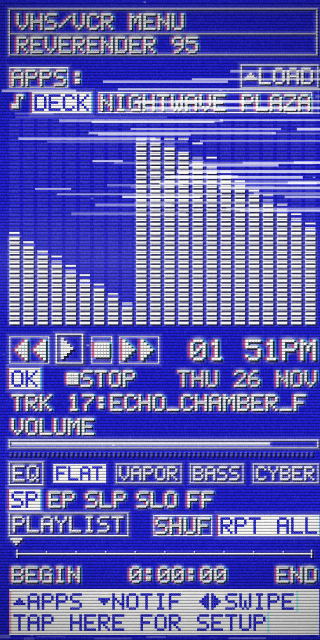 VHS/VCR MENU
REVERENDER 95
APPS: LOAD
DECK NIGHTWAVE PLAZA
01 51PM
OK STOP THU 26 NOV
TRK 17:ECHO_CHAMBER_F
VOLUME
EQ FLAT VAPOR BASS CYBER
SP EP SLP SLO FF
PLAYLIST SHUF RPT ALL
BEGIN 0:00:00 END
APPS NOTIF SWIPE
TAP HERE FOR SETUP